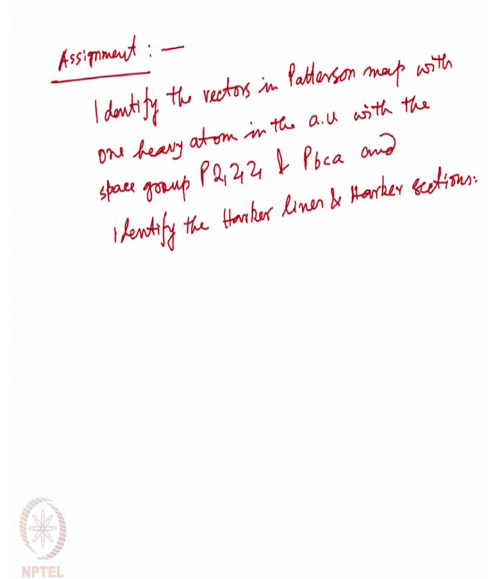 Assignment : —
Identify the vectors in Patterson map with
one heavy atom in the a.u with the
space group P2₁2₁2₁ & Pbca and
identify the Harker lines & Harker sections.
NPTEL